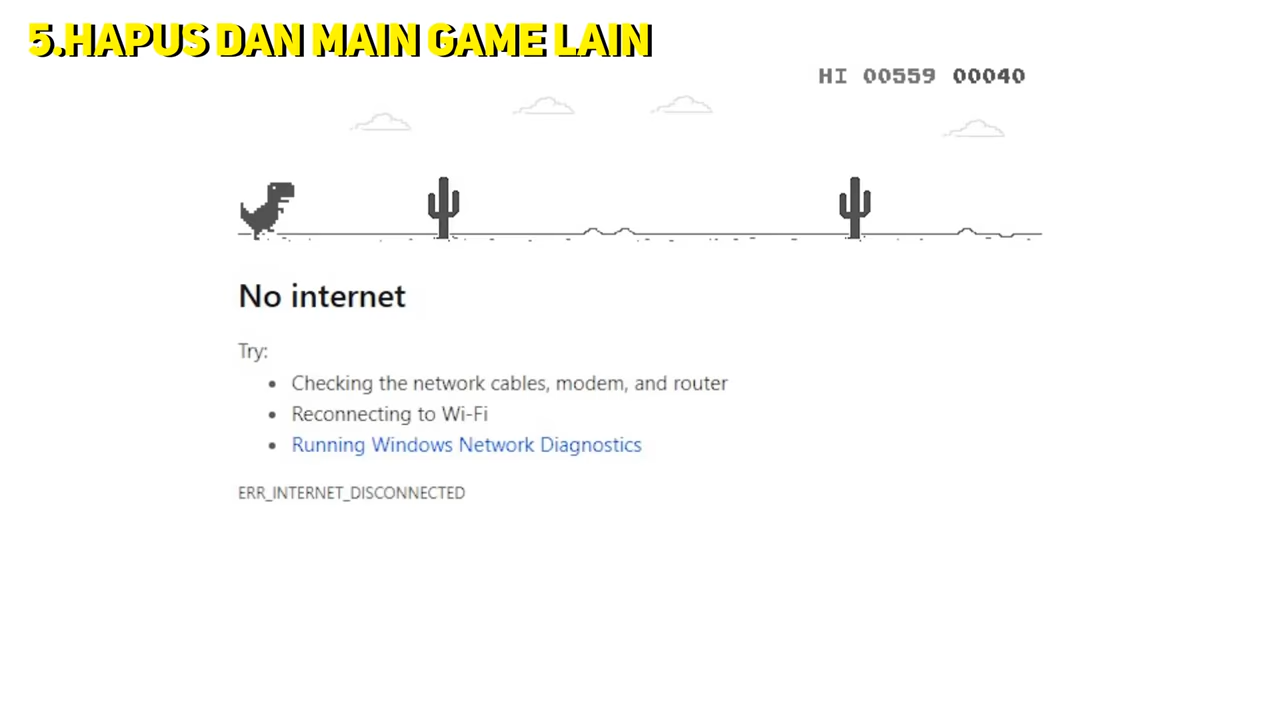 5.HAPUS DAN MAIN GAME LAIN
HI 00559 00040
No internet
Try:
Checking the network cables, modem, and router
Reconnecting to Wi-Fi
Running Windows Network Diagnostics
ERR_INTERNET_DISCONNECTED